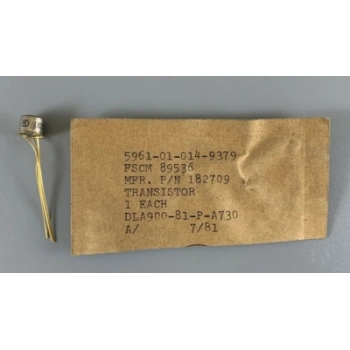 5961-01-014-9379
FSCM 89536
MFR. P/N 182709
TRANSISTOR
1 EACH
DLA900-81-P-A730
A/ 7/81